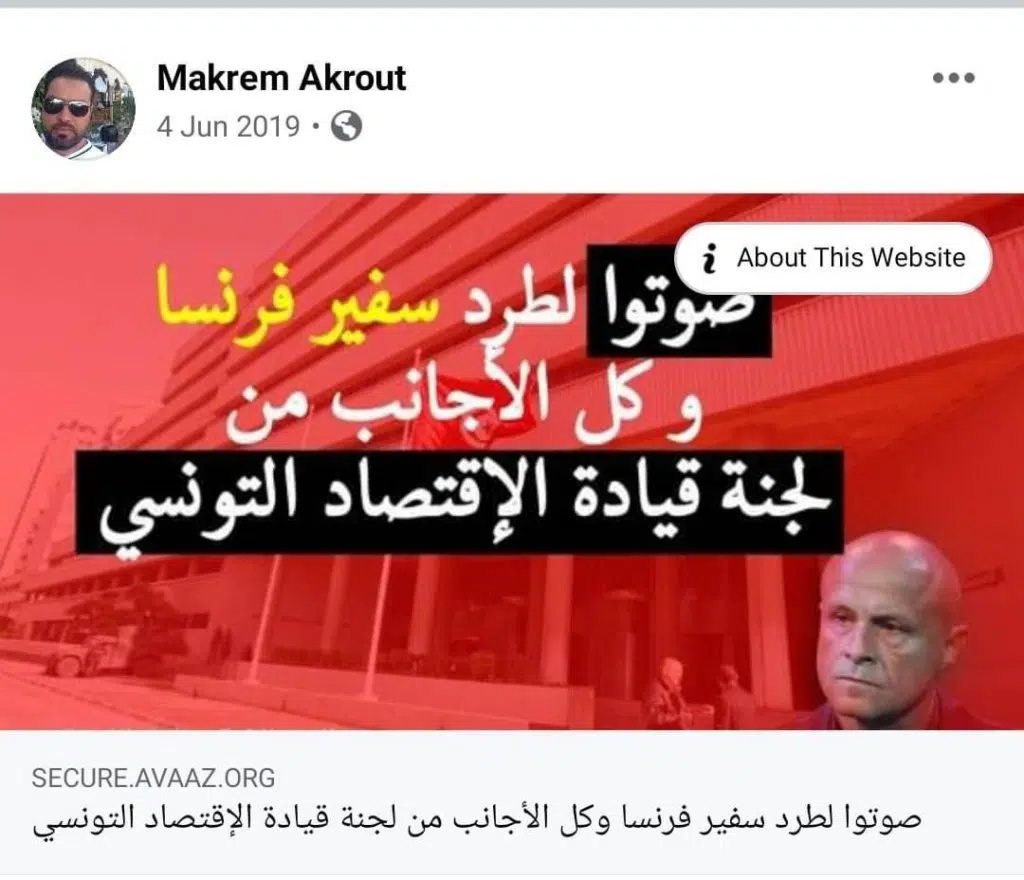 Makrem Akrout
4 Jun 2019 •
About This Website
صوتوا لطرد سفير فرنسا
و كل الأجانب من
لجنة قيادة الإقتصاد التونسي
SECURE.AVAAZ.ORG
صوتوا لطرد سفير فرنسا وكل الأجانب من لجنة قيادة الإقتصاد التونسي